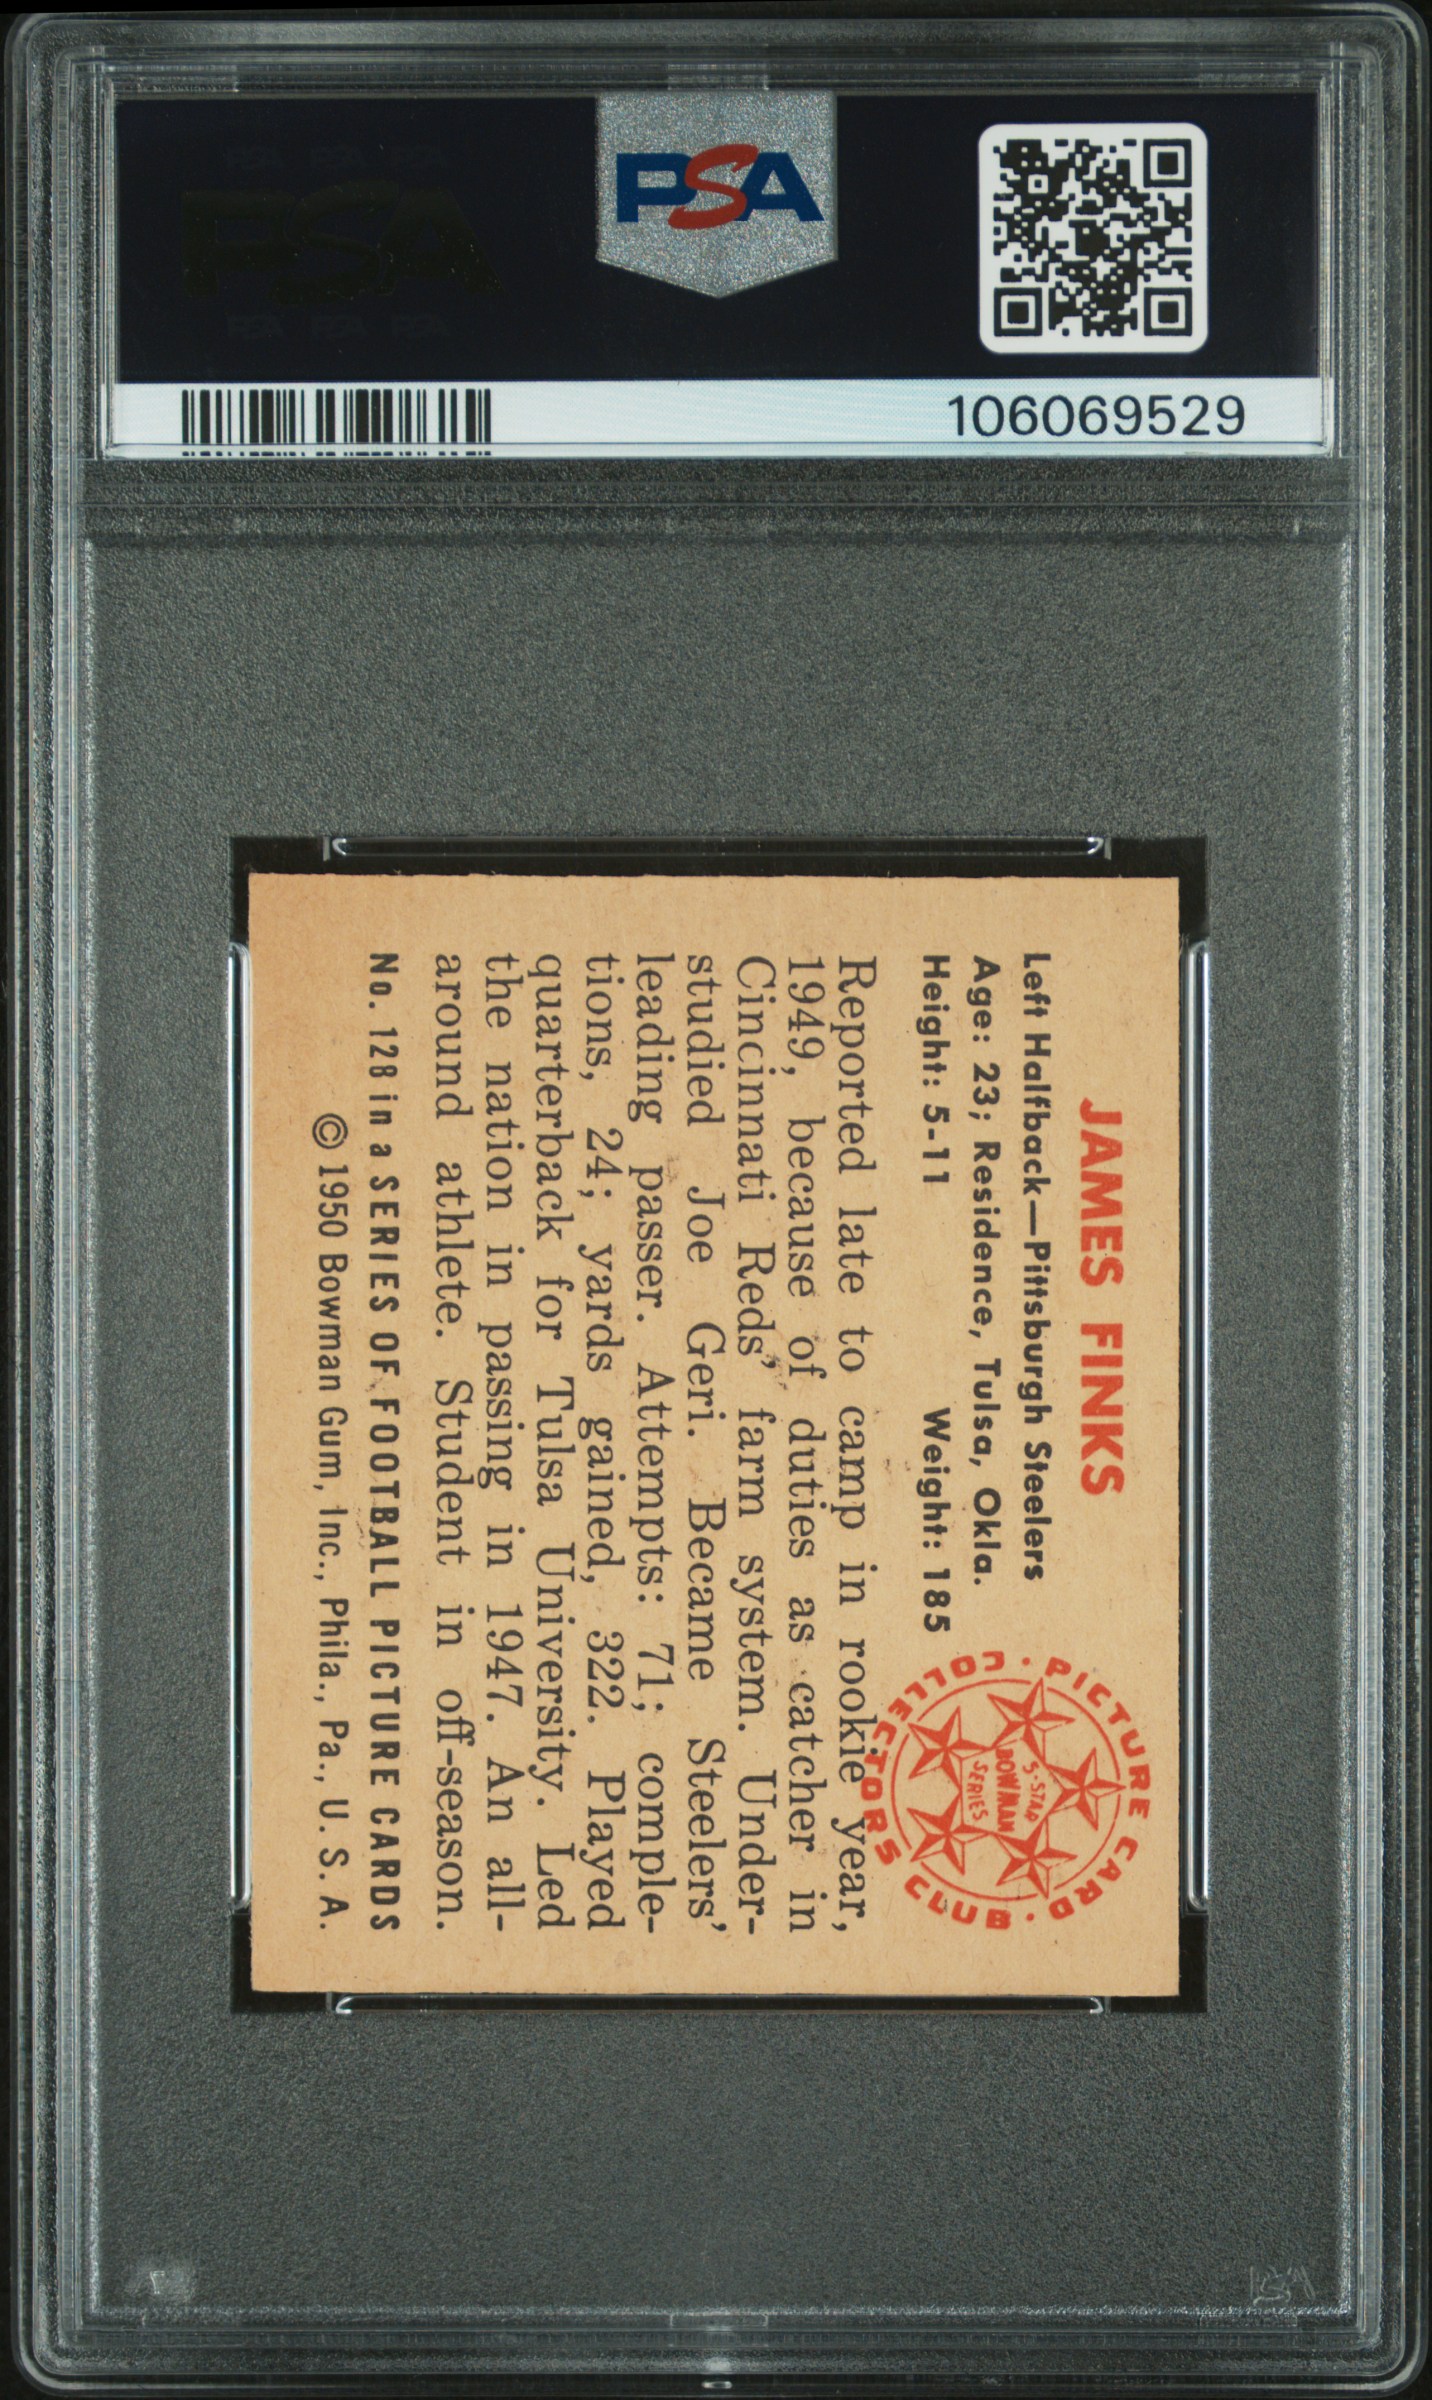 PSA
106069529
JAMES FINKS
Left Halfback—Pittsburgh Steelers
Age: 23; Residence, Tulsa, Okla.
Height: 5-11 Weight: 185
PICTURE CARD · COLLECTORS CLUB ·
5-STAR
BOWMAN
SERIES
Reported late to camp in rookie year,
1949, because of duties as catcher in
Cincinnati Reds' farm system. Under-
studied Joe Geri. Became Steelers'
leading passer. Attempts: 71; comple-
tions, 24; yards gained, 322. Played
quarterback for Tulsa University. Led
the nation in passing in 1947. An all-
around athlete. Student in off-season.
No. 128 in a SERIES OF FOOTBALL PICTURE CARDS
©1950 Bowman Gum, Inc., Phila., Pa., U. S. A.
PSA